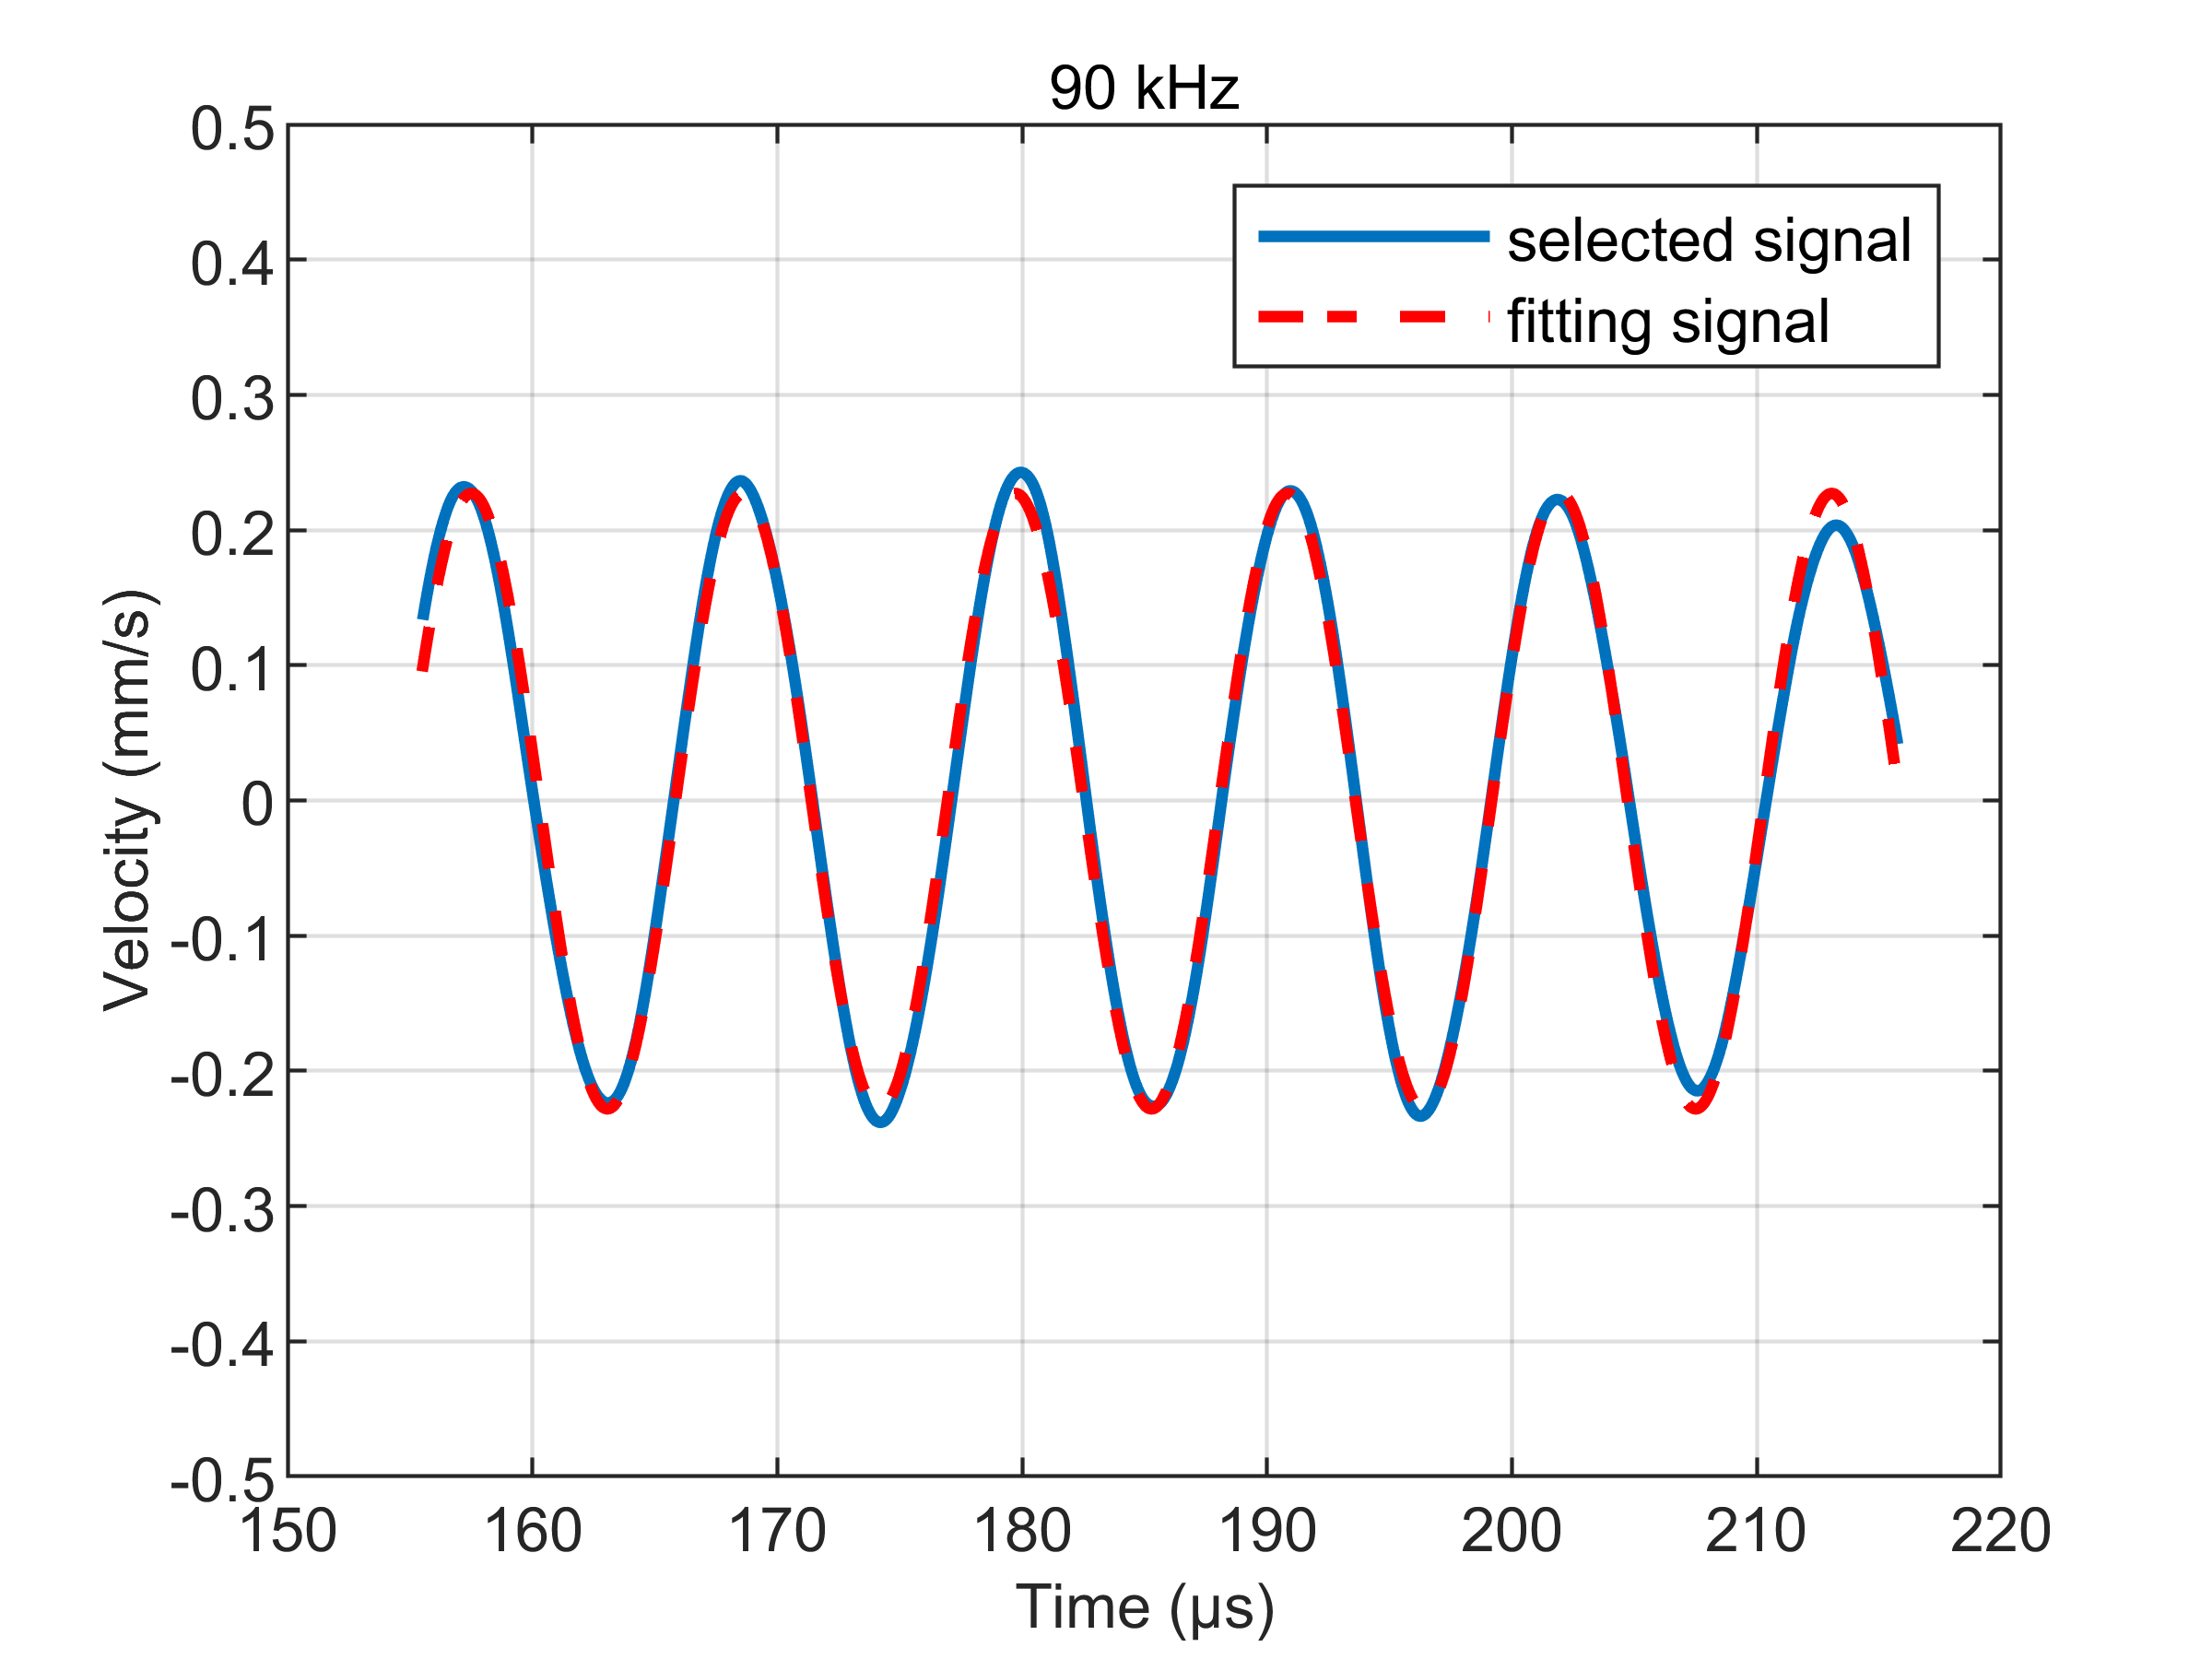 90 kHz
0.5
0.4
0.3
0.2
0.1
0
-0.1
-0.2
-0.3
-0.4
-0.5
Velocity (mm/s)
selected signal
fitting signal
150 160 170 180 190 200 210 220
Time (μs)